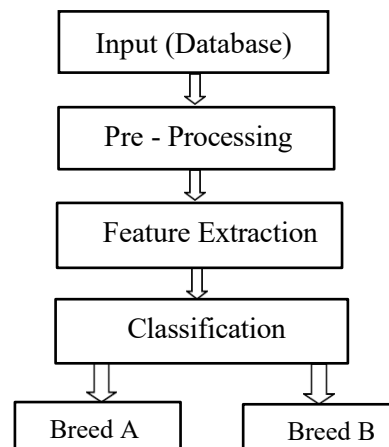 Input (Database)
Pre - Processing
Feature Extraction
Classification
Breed A
Breed B